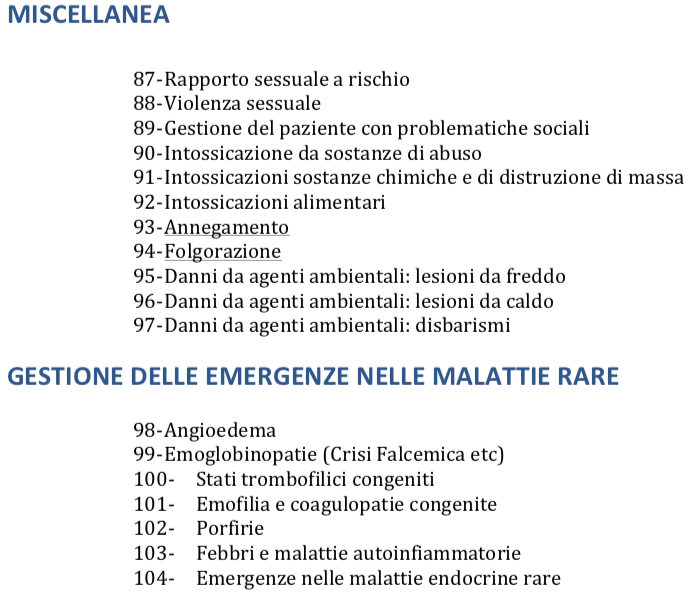 MISCELLANEA
87-Rapporto sessuale a rischio
88-Violenza sessuale
89-Gestione del paziente con problematiche sociali
90-Intossicazione da sostanze di abuso
91-Intossicazioni sostanze chimiche e di distruzione di massa
92-Intossicazioni alimentari
93-Annegamento
94-Folgorazione
95-Danni da agenti ambientali: lesioni da freddo
96-Danni da agenti ambientali: lesioni da caldo
97-Danni da agenti ambientali: disbarismi
GESTIONE DELLE EMERGENZE NELLE MALATTIE RARE
98-Angioedema
99-Emoglobinopatie (Crisi Falcemica etc)
100- Stati trombofilici congeniti
101- Emofilia e coagulopatie congenite
102- Porfirie
103- Febbri e malattie autoinfiammatorie
104- Emergenze nelle malattie endocrine rare